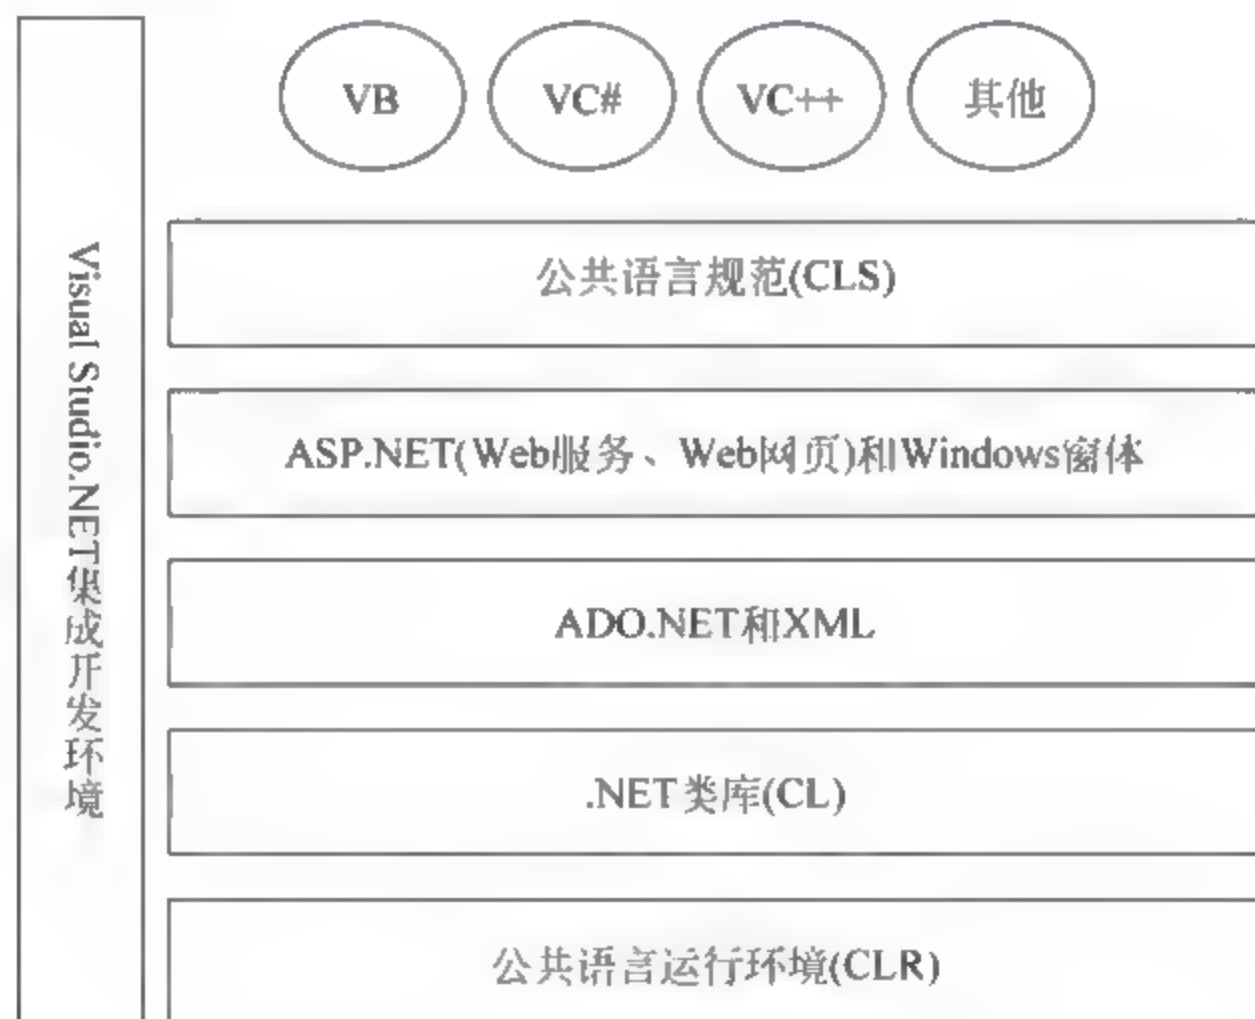 VB
VC#
VC++
其他
公共语言规范(CLS)
ASP.NET(Web服务、Web网页)和Windows窗体
ADO.NET和XML
.NET类库(CL)
公共语言运行环境(CLR)
Visual Studio.NET集成开发环境